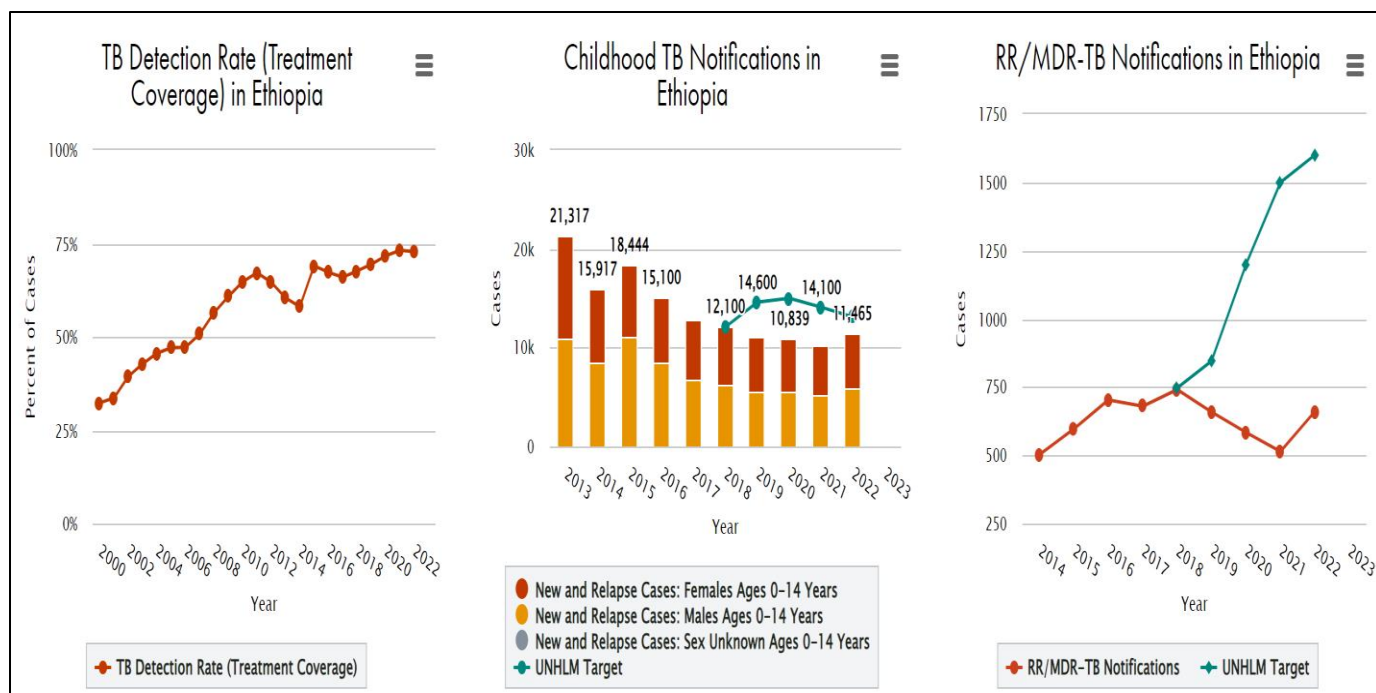 TB Detection Rate (Treatment
Coverage) in Ethiopia
100%
75%
50%
25%
0%
Percent of Cases
2000
2002
2004
2006
2008
2010
2012
2014
2016
2018
2020
2022
Year
TB Detection Rate (Treatment Coverage)
Childhood TB Notifications in
Ethiopia
30k
20k
10k
0
Cases
21,317
15,917
18,444
15,100
12,100
14,600
10,839
14,100
11,465
2013
2014
2015
2016
2017
2018
2019
2020
2021
2022
2023
Year
New and Relapse Cases: Females Ages 0–14 Years
New and Relapse Cases: Males Ages 0–14 Years
New and Relapse Cases: Sex Unknown Ages 0–14 Years
UNHLM Target
RR/MDR-TB Notifications in Ethiopia
1750
1500
1250
1000
750
500
250
Cases
2014
2015
2016
2017
2018
2019
2020
2021
2022
2023
Year
RR/MDR-TB Notifications
UNHLM Target